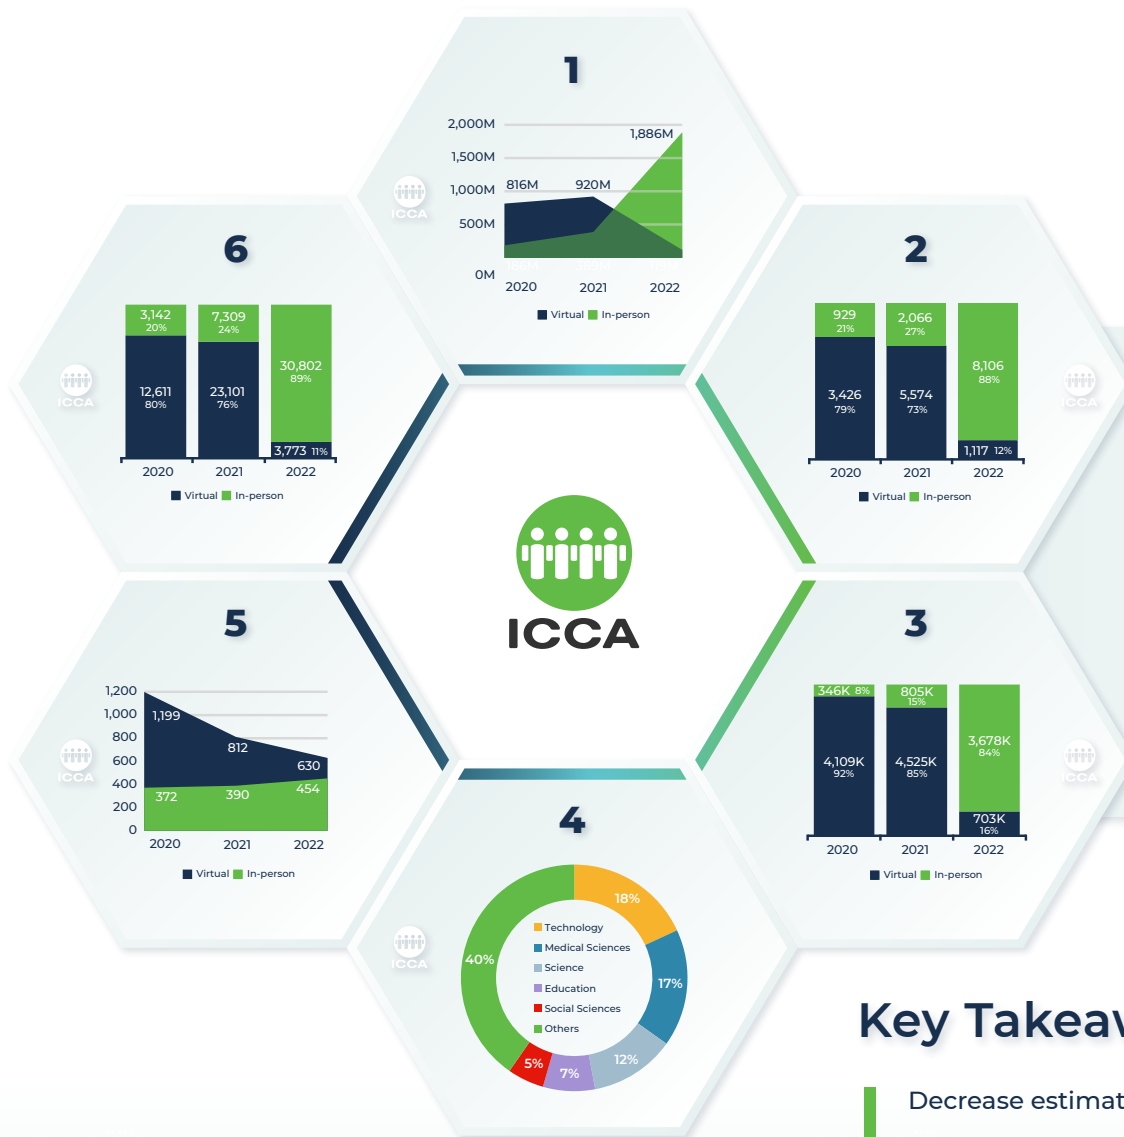 1
2,000M
1,500M
1,000M
500M
0M
816M
920M
1,886M
2020
2021
2022
Virtual In-person
ICCA
2
929
21%
3,426
79%
2,066
27%
5,574
73%
8,106
88%
1,117 12%
2020
2021
2022
Virtual In-person
ICCA
3
346K 8%
4,109K
92%
805K
15%
4,525K
85%
3,678K
84%
703K
16%
2020
2021
2022
Virtual In-person
ICCA
4
18%
17%
12%
7%
5%
40%
Technology
Medical Sciences
Science
Education
Social Sciences
Others
ICCA
5
1,200
1,000
800
600
400
200
0
1,199
812
630
372
390
454
2020
2021
2022
Virtual In-person
ICCA
6
3,142
20%
12,611
80%
7,309
24%
23,101
76%
30,802
89%
3,773 11%
2020
2021
2022
Virtual In-person
ICCA
ICCA
Key
Decrease